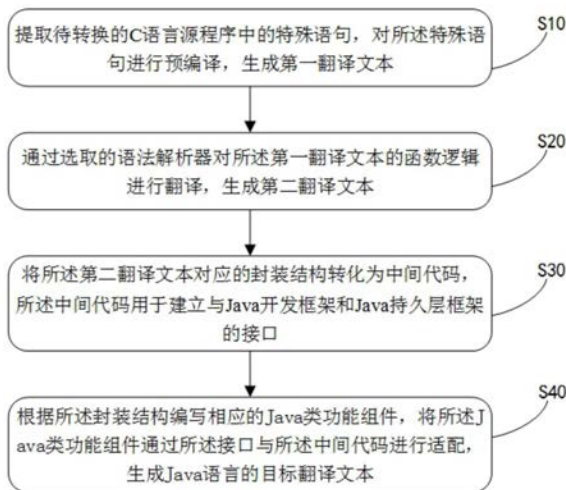 提取待转换的C语言源程序中的特殊语
句，对所述特殊语句进行预编译，生成第一翻译文本
S10
通过选取的语法解析器对所述第一翻译文本的函数逻辑
进行翻译，生成第二翻译文本
S20
将所述第二翻译文本对应的封装结构转化为中间代码，
所述中间代码用于建立与Java开发框架和Java持久层框架
的接口
S30
根据所述封装结构编写相应的Java类功能组件，将所述J
ava类功能组件通过所述接口与所述中间代码进行适配，
生成Java语言的目标翻译文本
S40